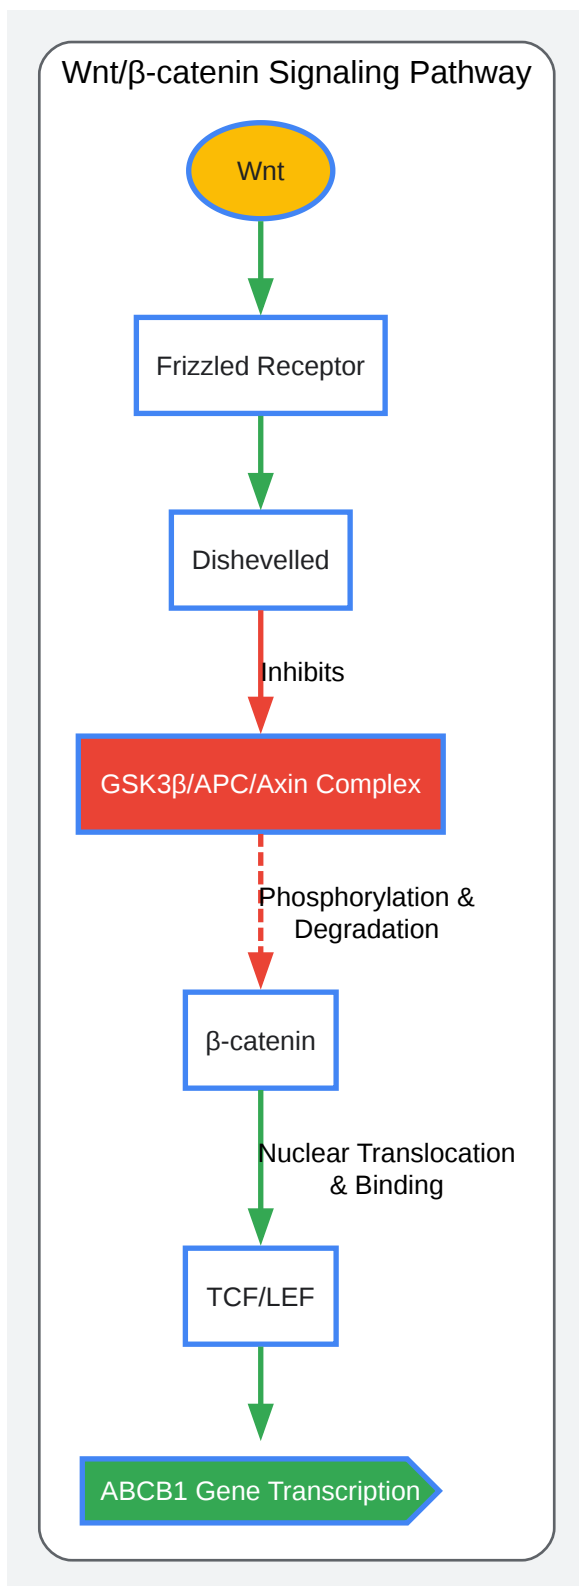 Wnt/β-catenin Signaling Pathway
Wnt
Frizzled Receptor
Dishevelled
Inhibits
GSK3β/APC/Axin Complex
Phosphorylation &
Degradation
β-catenin
Nuclear Translocation
& Binding
TCF/LEF
ABCB1 Gene Transcription